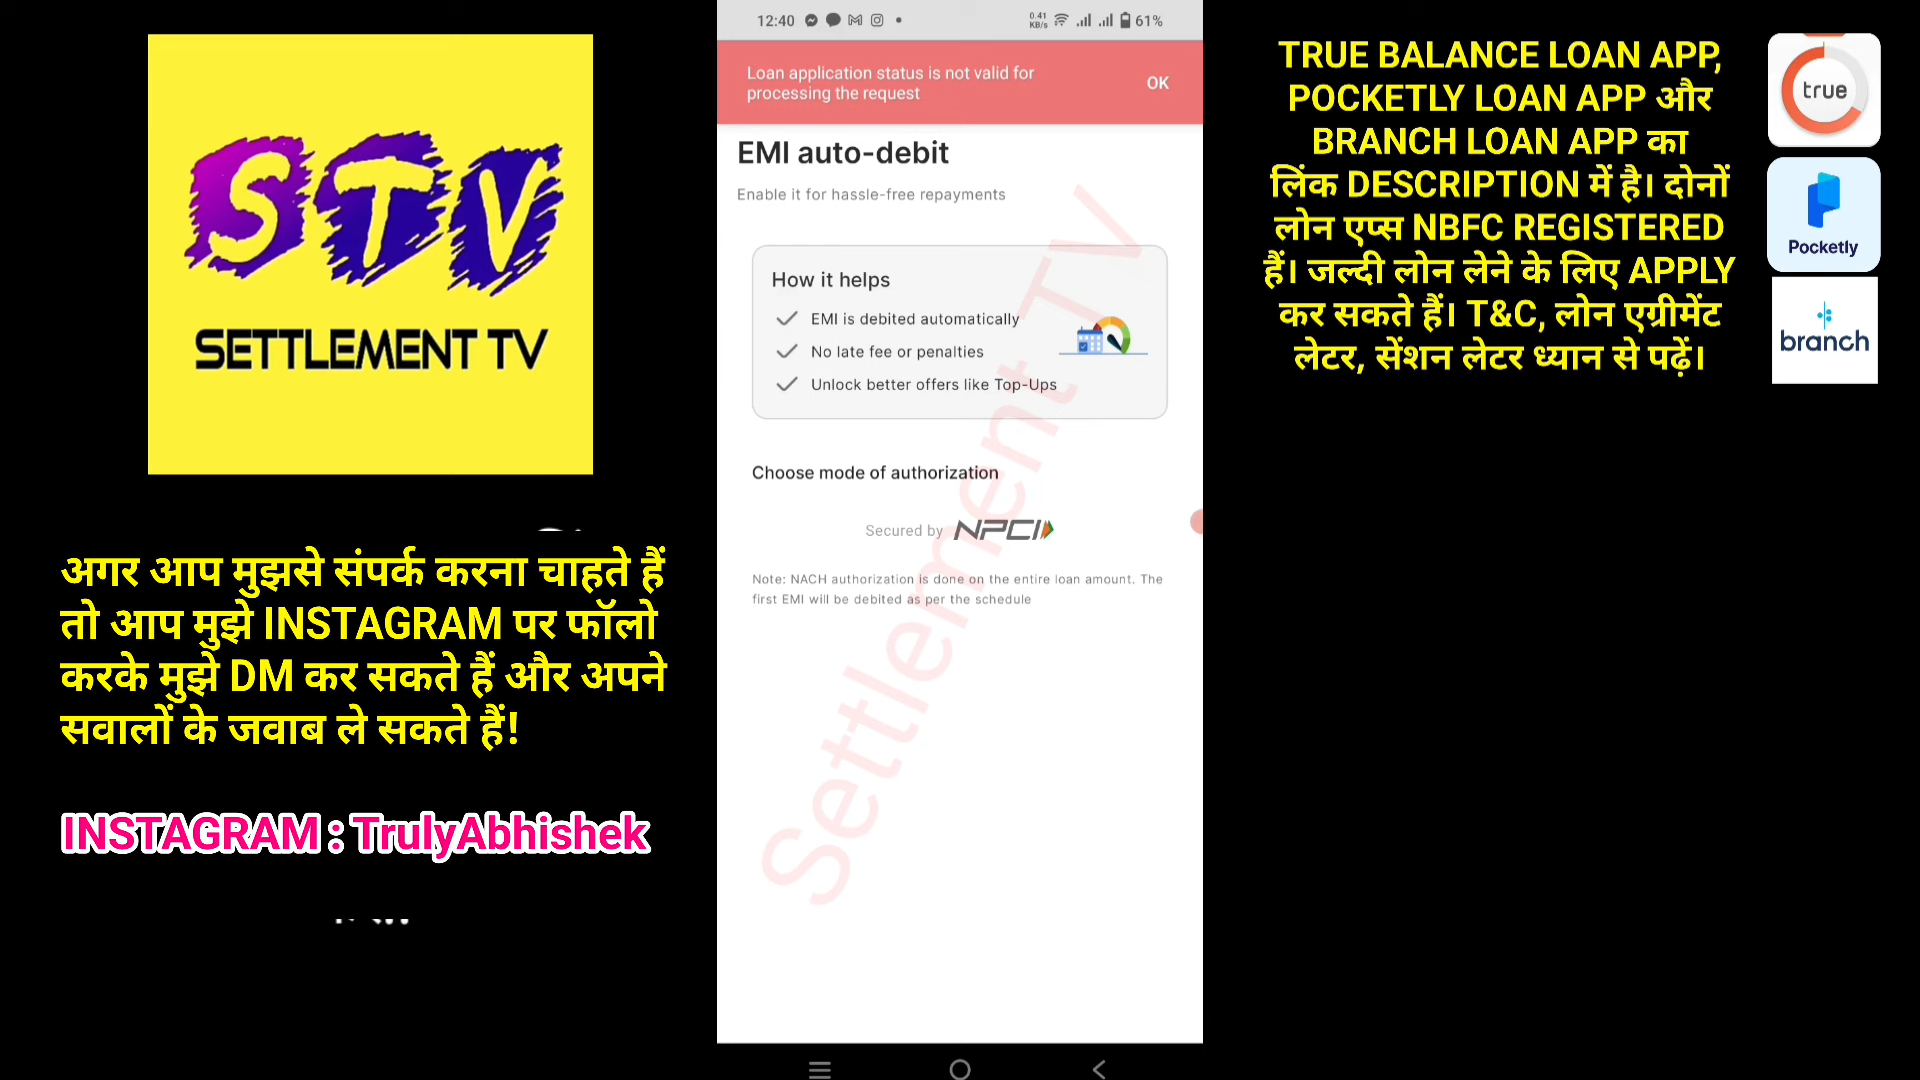 STV
SETTLEMENT TV
अगर आप मुझसे संपर्क करना चाहते हैं
तो आप मुझे INSTAGRAM पर फॉलो
करके मुझे DM कर सकते हैं और अपने
सवालों के जवाब ले सकते हैं!
INSTAGRAM : TrulyAbhishek
12:40
0.41
KB/s
61%
Loan application status is not valid for
processing the request
OK
EMI auto-debit
Enable it for hassle-free repayments
How it helps
EMI is debited automatically
No late fee or penalties
Unlock better offers like Top-Ups
Choose mode of authorization
Secured by NPCI
Note: NACH authorization is done on the entire loan amount. The
first EMI will be debited as per the schedule
Settlement TV
TRUE BALANCE LOAN APP,
POCKETLY LOAN APP और
BRANCH LOAN APP का
लिंक DESCRIPTION में है। दोनों
लोन एप्स NBFC REGISTERED
हैं। जल्दी लोन लेने के लिए APPLY
कर सकते हैं। T&C, लोन एग्रीमेंट
लेटर, सेंशन लेटर ध्यान से पढ़ें।
true
Pocketly
branch